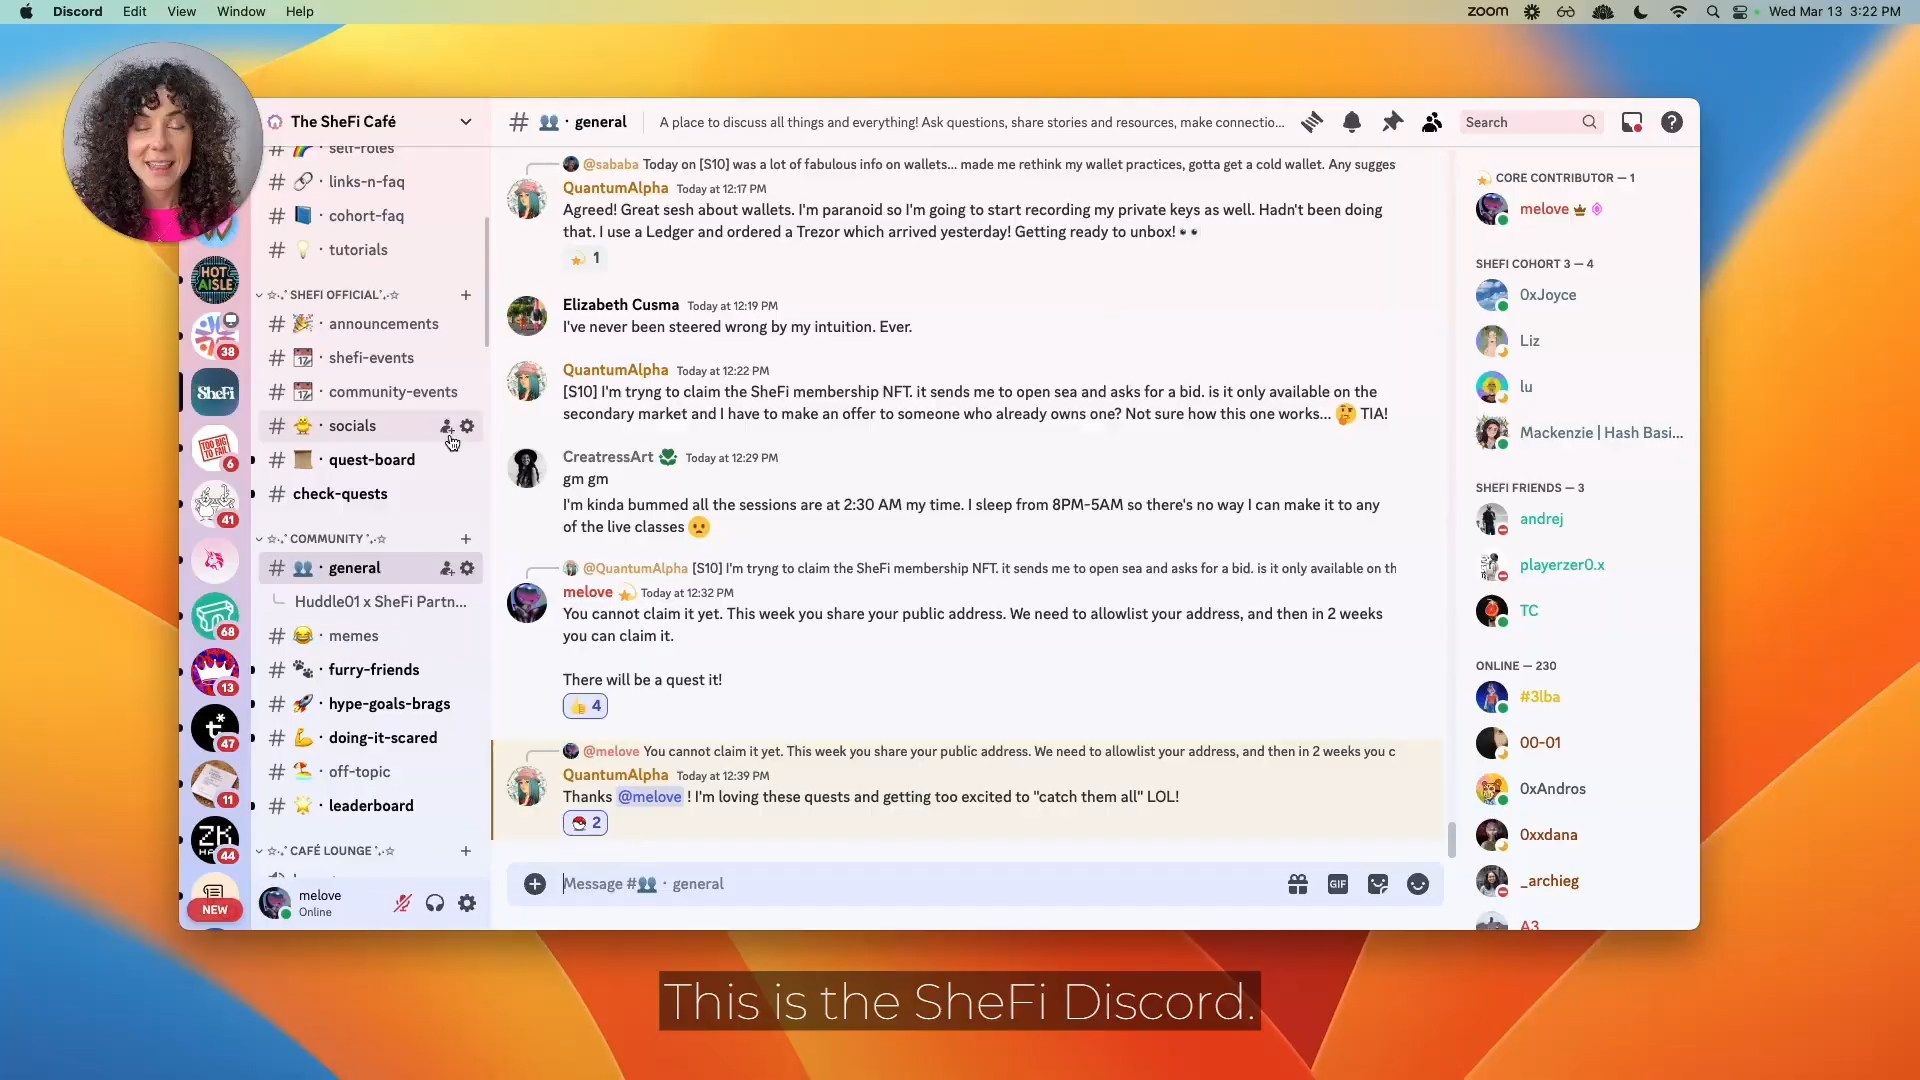 Discord Edit View Window Help
zoom Wed Mar 13 3:22 PM
The SheFi Café
self-roles
links-n-faq
cohort-faq
tutorials
SHEFI OFFICIAL
announcements
shefi-events
community-events
socials
quest-board
check-quests
COMMUNITY
general
Huddle01 x SheFi Partn...
memes
furry-friends
hype-goals-brags
doing-it-scared
off-topic
leaderboard
CAFÉ LOUNGE
melove
Online
HOT
AISLE
38
SheFi
TOO BIG
TO FAIL
6
41
68
13
t*
47
11
ZK
44
NEW
# · general A place to discuss all things and everything! Ask questions, share stories and resources, make connectio...
Search
@sababa Today on [S10] was a lot of fabulous info on wallets... made me rethink my wallet practices, gotta get a cold wallet. Any sugges
QuantumAlpha Today at 12:17 PM
Agreed! Great sesh about wallets. I'm paranoid so I'm going to start recording my private keys as well. Hadn't been doing
that. I use a Ledger and ordered a Trezor which arrived yesterday! Getting ready to unbox! 👀
1
Elizabeth Cusma Today at 12:19 PM
I've never been steered wrong by my intuition. Ever.
QuantumAlpha Today at 12:22 PM
[S10] I'm tryng to claim the SheFi membership NFT. it sends me to open sea and asks for a bid. is it only available on the
secondary market and I have to make an offer to someone who already owns one? Not sure how this one works... 🤔 TIA!
CreatressArt Today at 12:29 PM
gm gm
I'm kinda bummed all the sessions are at 2:30 AM my time. I sleep from 8PM-5AM so there's no way I can make it to any
of the live classes 😦
@QuantumAlpha [S10] I'm tryng to claim the SheFi membership NFT. it sends me to open sea and asks for a bid. is it only available on th
melove Today at 12:32 PM
You cannot claim it yet. This week you share your public address. We need to allowlist your address, and then in 2 weeks
you can claim it.
There will be a quest it!
👍 4
@melove You cannot claim it yet. This week you share your public address. We need to allowlist your address, and then in 2 weeks you c
QuantumAlpha Today at 12:39 PM
Thanks @melove ! I'm loving these quests and getting too excited to "catch them all" LOL!
2
Message #👥 · general
GIF
CORE CONTRIBUTOR — 1
melove
SHEFI COHORT 3 — 4
0xJoyce
Liz
lu
Mackenzie | Hash Basi...
SHEFI FRIENDS — 3
andrej
playerzer0.x
TC
ONLINE — 230
#3lba
00-01
0xAndros
0xxdana
_archieg
A3
This is the SheFi Discord.